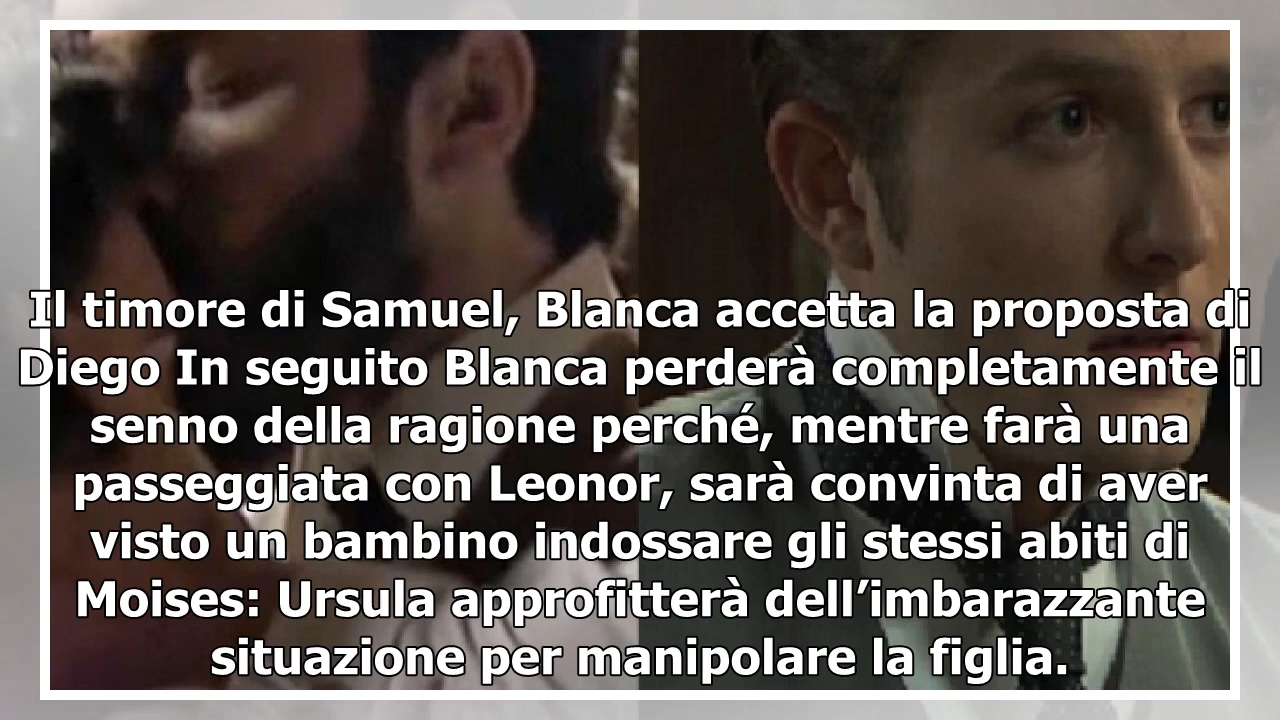 Il timore di Samuel, Blanca accetta la proposta di
Diego In seguito Blanca perderà completamente il
senno della ragione perché, mentre farà una
passeggiata con Leonor, sarà convinta di aver
visto un bambino indossare gli stessi abiti di
Moises: Ursula approfitterà dell’imbarazzante
situazione per manipolare la figlia.